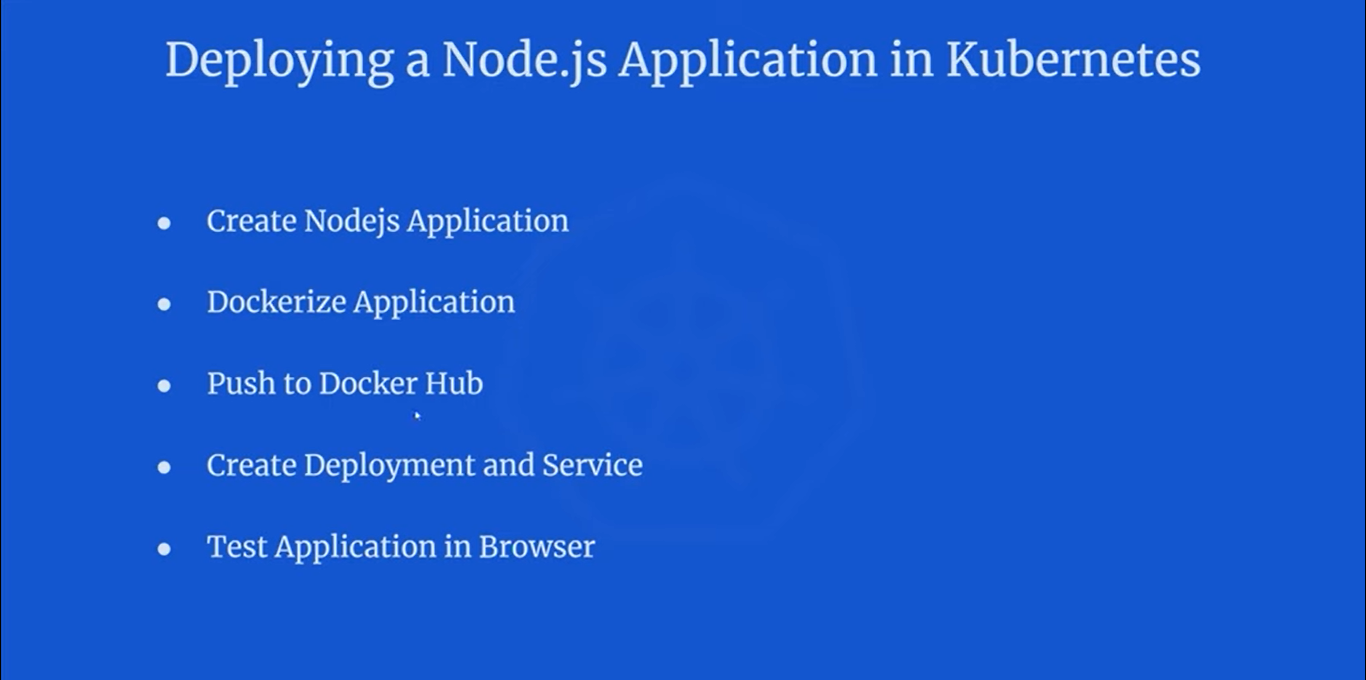 Deploying a Node.js Application in Kubernetes
● Create Nodejs Application
● Dockerize Application
● Push to Docker Hub
● Create Deployment and Service
● Test Application in Browser